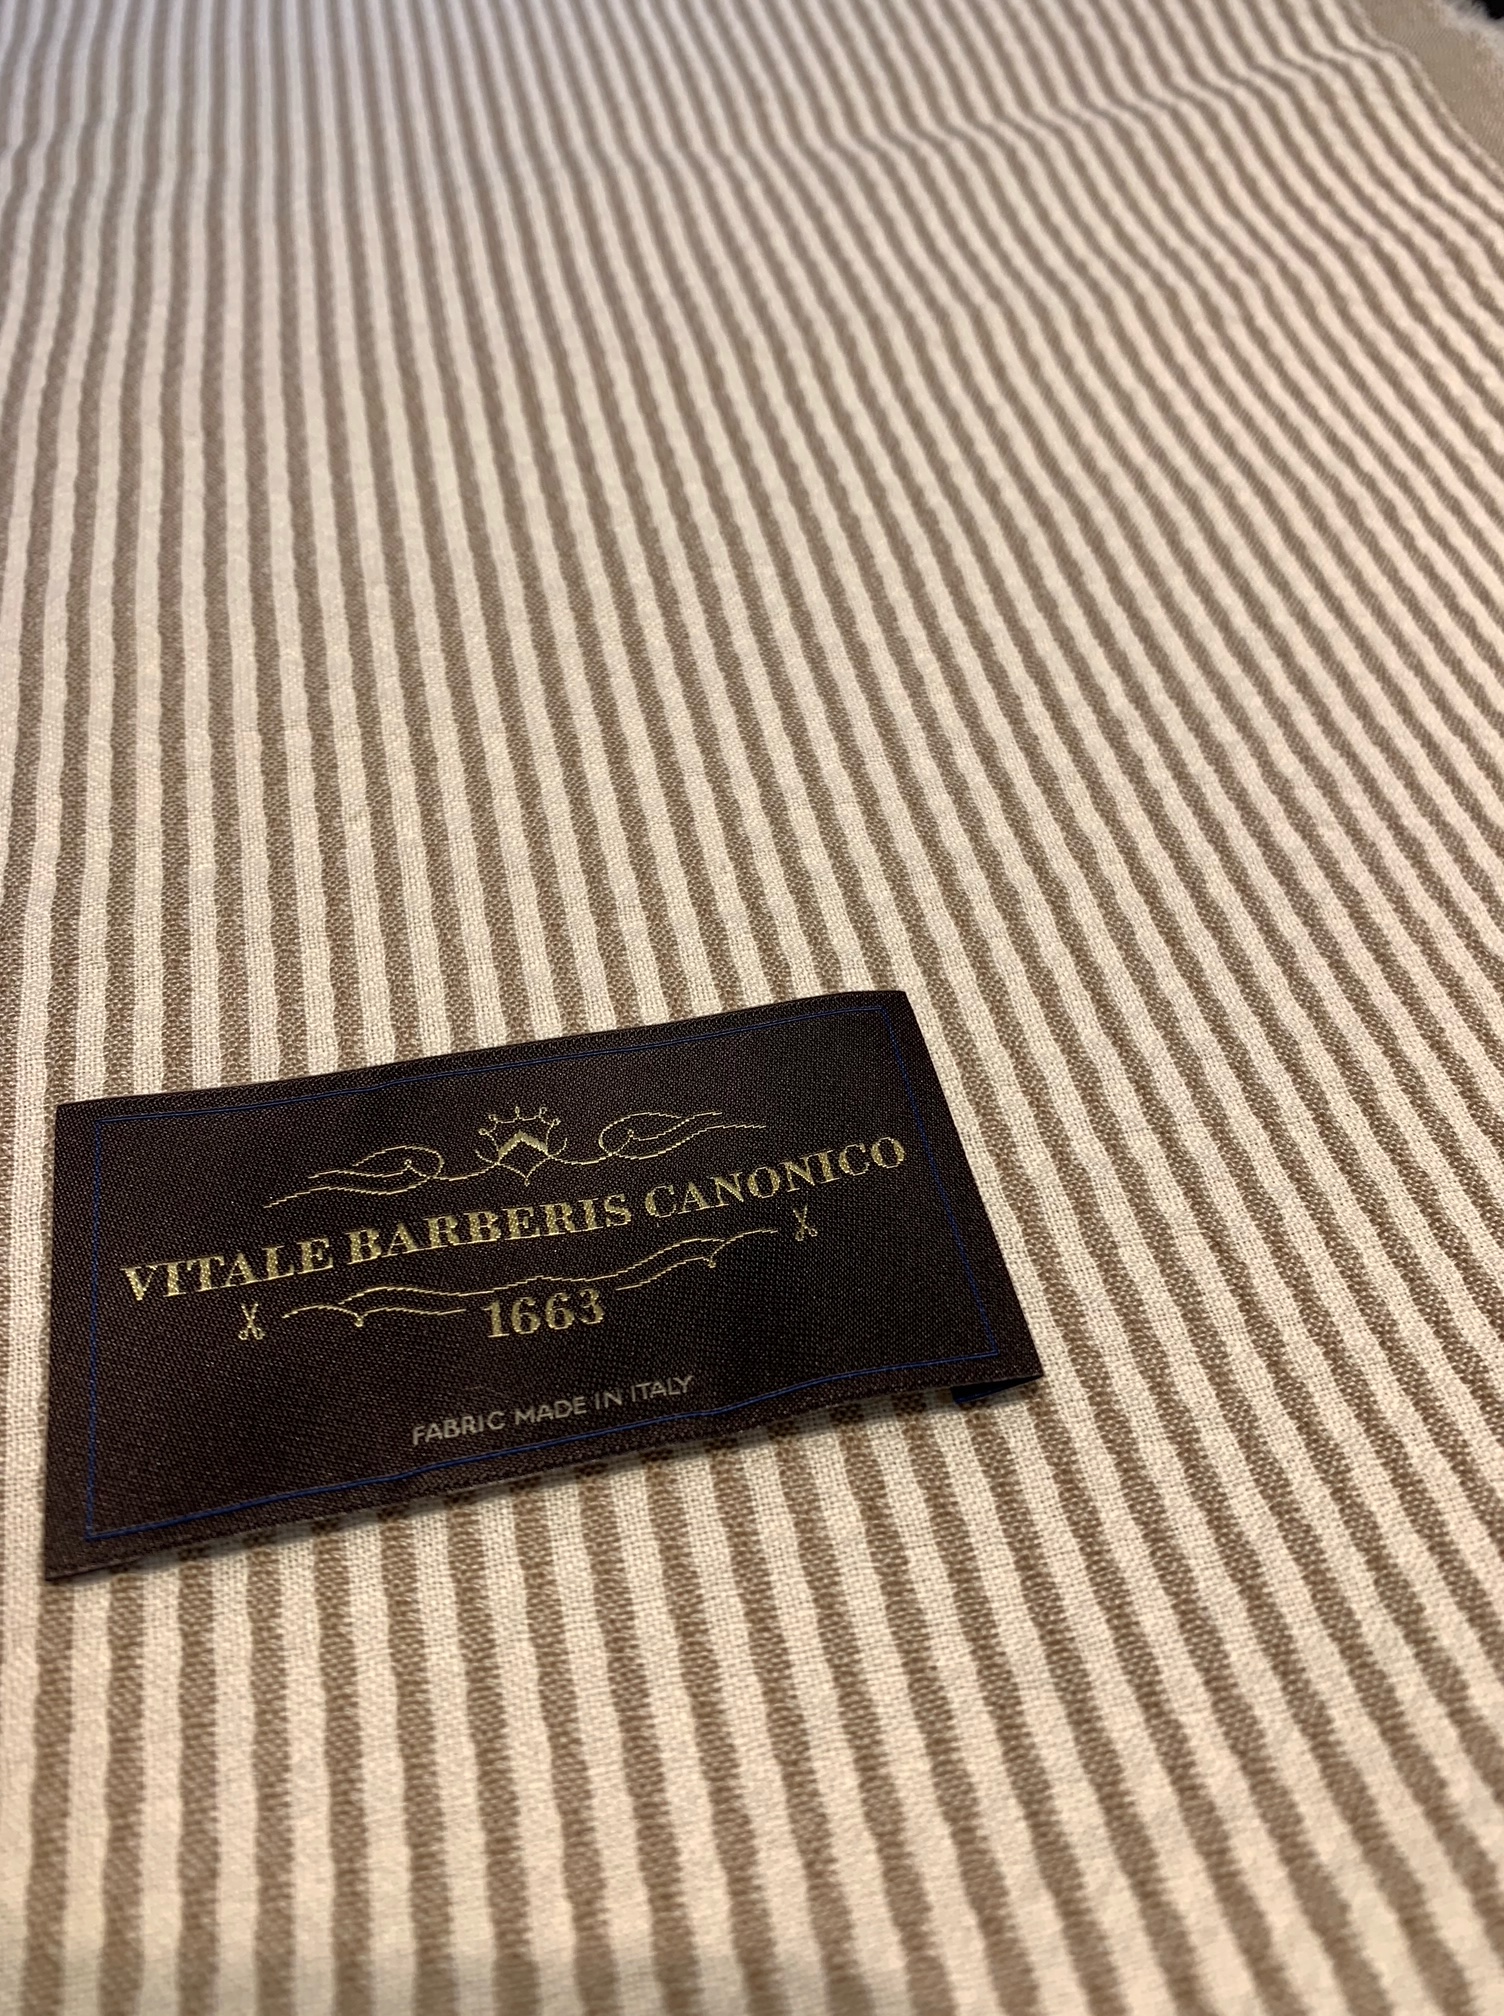 VITALE BARBERIS CANONICO
1663
FABRIC MADE IN ITALY